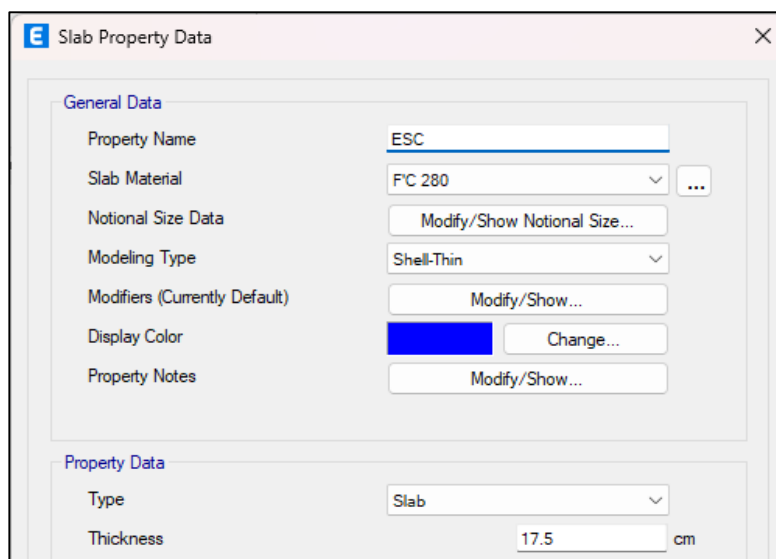 E Slab Property Data
General Data
Property Name ESC
Slab Material F'C 280 ...
Notional Size Data Modify/Show Notional Size...
Modeling Type Shell-Thin
Modifiers (Currently Default) Modify/Show...
Display Color Change...
Property Notes Modify/Show...
Property Data
Type Slab
Thickness 17.5 cm